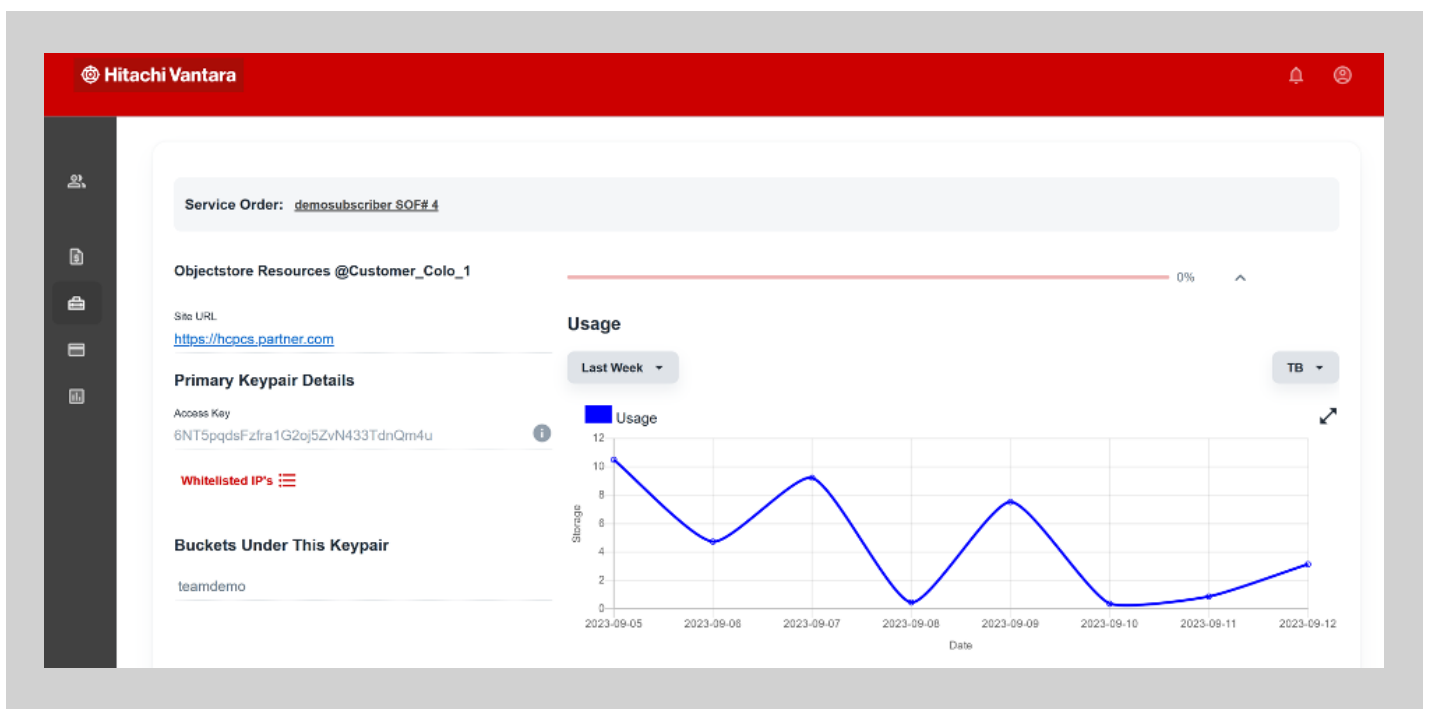 Hitachi Vantara
Service Order: demosubscriber SOF# 4
Objectstore Resources @Customer_Colo_1
0%
Site URL
https://hcpcs.partner.com
Primary Keypair Details
Access Key
6NT5pqdsFzfra1G2oj5ZvN433TdnQm4u
Whitelisted IP's
Buckets Under This Keypair
teamdemo
Usage
Last Week
TB
Usage
12
10
8
6
4
2
0
Storage
2023-09-05 2023-09-06 2023-09-07 2023-09-08 2023-09-09 2023-09-10 2023-09-11 2023-09-12
Date